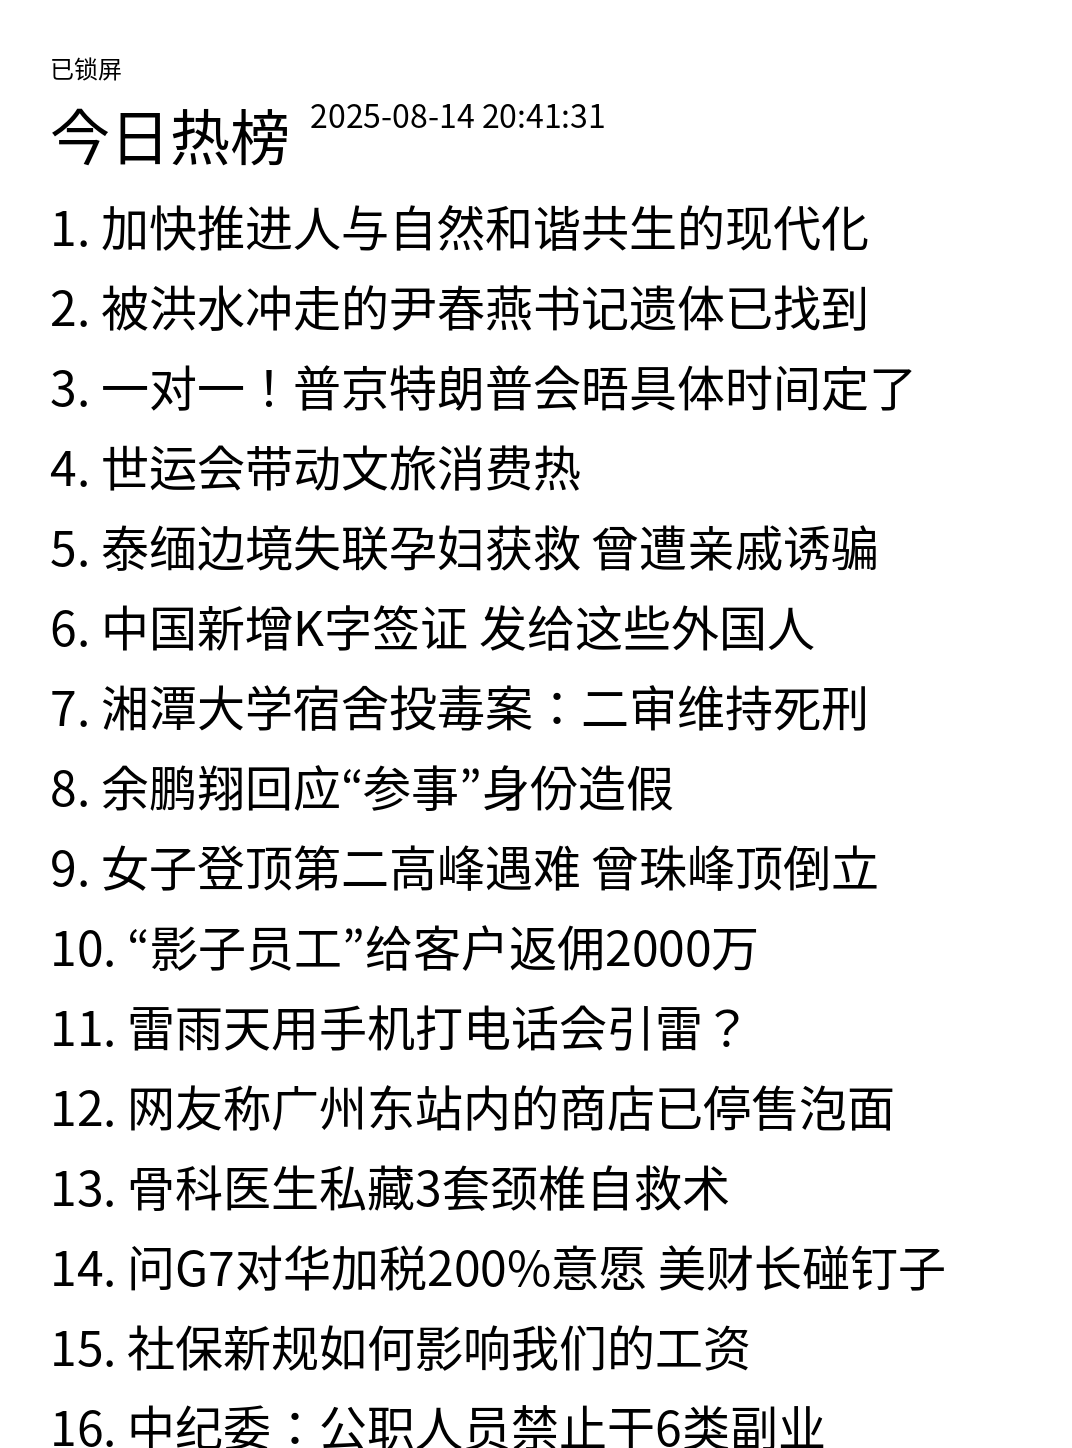 已锁屏
今日热榜 2025-08-14 20:41:31
1. 加快推进人与自然和谐共生的现代化
2. 被洪水冲走的尹春燕书记遗体已找到
3. 一对一！普京特朗普会晤具体时间定了
4. 世运会带动文旅消费热
5. 泰缅边境失联孕妇获救 曾遭亲戚诱骗
6. 中国新增K字签证 发给这些外国人
7. 湘潭大学宿舍投毒案：二审维持死刑
8. 余鹏翔回应“参事”身份造假
9. 女子登顶第二高峰遇难 曾珠峰顶倒立
10. “影子员工”给客户返佣2000万
11. 雷雨天用手机打电话会引雷？
12. 网友称广州东站内的商店已停售泡面
13. 骨科医生私藏3套颈椎自救术
14. 问G7对华加税200%意愿 美财长碰钉子
15. 社保新规如何影响我们的工资
16. 中纪委：公职人员禁止干6类副业